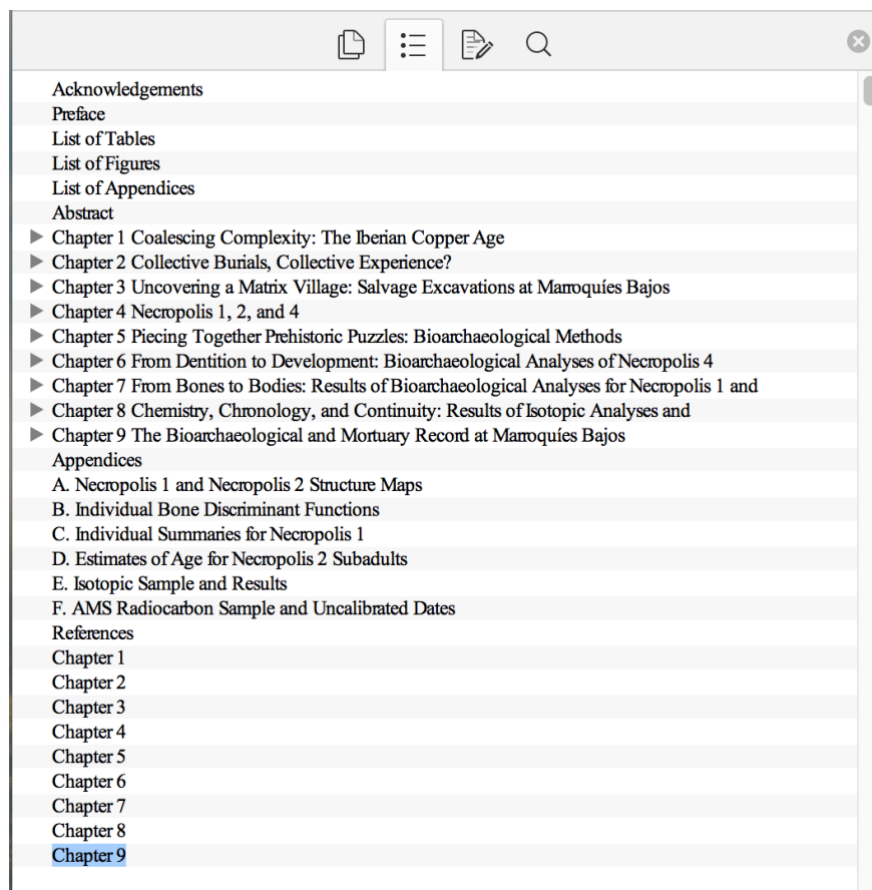 Acknowledgements
Preface
List of Tables
List of Figures
List of Appendices
Abstract
Chapter 1 Coalescing Complexity: The Iberian Copper Age
Chapter 2 Collective Burials, Collective Experience?
Chapter 3 Uncovering a Matrix Village: Salvage Excavations at Marroquíes Bajos
Chapter 4 Necropolis 1, 2, and 4
Chapter 5 Piecing Together Prehistoric Puzzles: Bioarchaeological Methods
Chapter 6 From Dentition to Development: Bioarchaeological Analyses of Necropolis 4
Chapter 7 From Bones to Bodies: Results of Bioarchaeological Analyses for Necropolis 1 and
Chapter 8 Chemistry, Chronology, and Continuity: Results of Isotopic Analyses and
Chapter 9 The Bioarchaeological and Mortuary Record at Marroquíes Bajos
Appendices
A. Necropolis 1 and Necropolis 2 Structure Maps
B. Individual Bone Discriminant Functions
C. Individual Summaries for Necropolis 1
D. Estimates of Age for Necropolis 2 Subadults
E. Isotopic Sample and Results
F. AMS Radiocarbon Sample and Uncalibrated Dates
References
Chapter 1
Chapter 2
Chapter 3
Chapter 4
Chapter 5
Chapter 6
Chapter 7
Chapter 8
Chapter 9